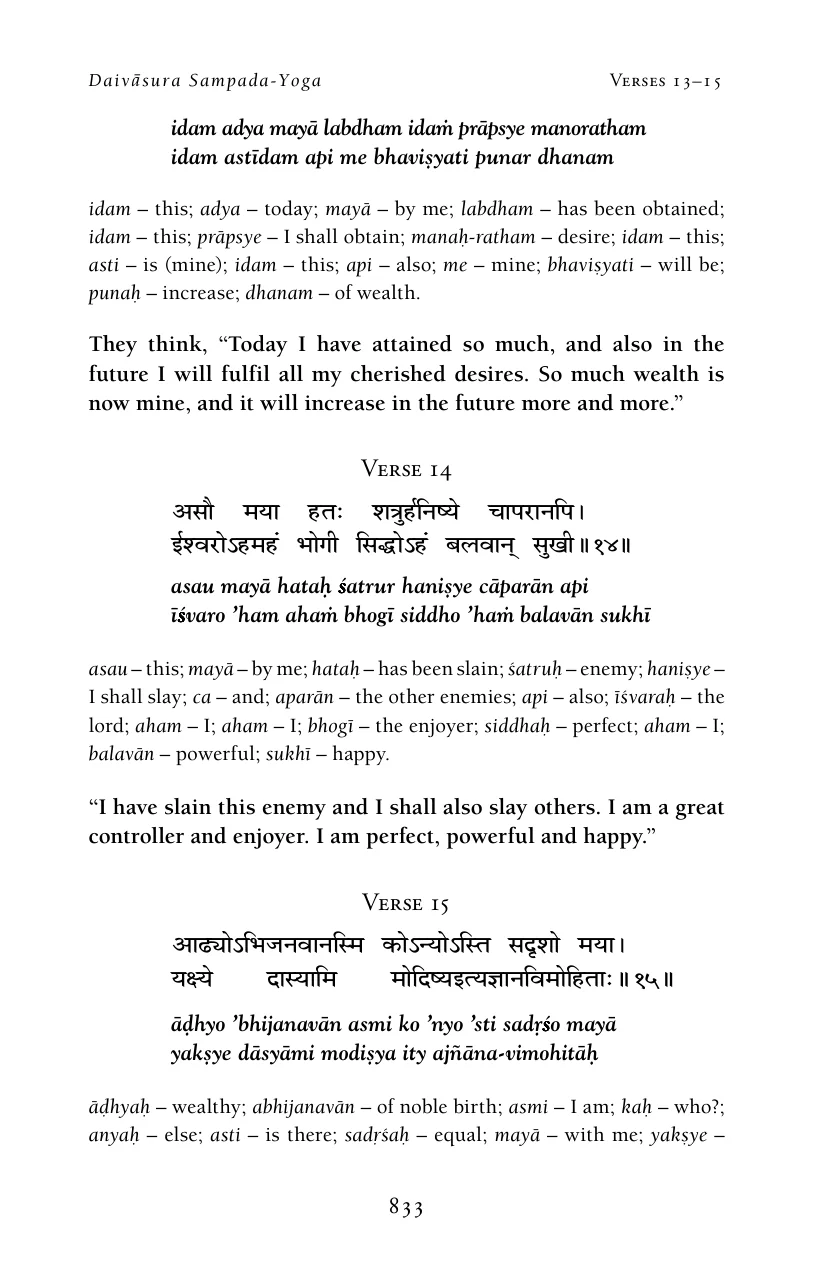 Daivāsura Sampada-Yoga Verses 13–15
idam adya mayā labdham idaṁ prāpsye manoratham
idam astīdam api me bhaviṣyati punar dhanam
idam – this; adya – today; mayā – by me; labdham – has been obtained;
idam – this; prāpsye – I shall obtain; manaḥ-ratham – desire; idam – this;
asti – is (mine); idam – this; api – also; me – mine; bhaviṣyati – will be;
punaḥ – increase; dhanam – of wealth.
They think, “Today I have attained so much, and also in the
future I will fulfil all my cherished desires. So much wealth is
now mine, and it will increase in the future more and more.”
Verse 14
असौ मया हतः शत्रुर्हनिष्ये चापरानपि।
ईश्वरोऽहमहं भोगी सिद्धोऽहं बलवान् सुखी॥१४॥
asau mayā hataḥ śatrur haniṣye cāparān api
īśvaro ’ham ahaṁ bhogī siddho ’haṁ balavān sukhī
asau – this; mayā – by me; hataḥ – has been slain; śatruḥ – enemy; haniṣye –
I shall slay; ca – and; aparān – the other enemies; api – also; īśvaraḥ – the
lord; aham – I; aham – I; bhogī – the enjoyer; siddhaḥ – perfect; aham – I;
balavān – powerful; sukhī – happy.
“I have slain this enemy and I shall also slay others. I am a great
controller and enjoyer. I am perfect, powerful and happy.”
Verse 15
आढ्योऽभिजनवानस्मि कोऽन्योऽस्ति सदृशो मया।
यक्ष्ये दास्यामि मोदिष्यइत्यज्ञानविमोहिताः॥१५॥
āḍhyo ’bhijanavān asmi ko ’nyo ’sti sadṛśo mayā
yakṣye dāsyāmi modiṣya ity ajñāna-vimohitāḥ
āḍhyaḥ – wealthy; abhijanavān – of noble birth; asmi – I am; kaḥ – who?;
anyaḥ – else; asti – is there; sadṛśaḥ – equal; mayā – with me; yakṣye –
833